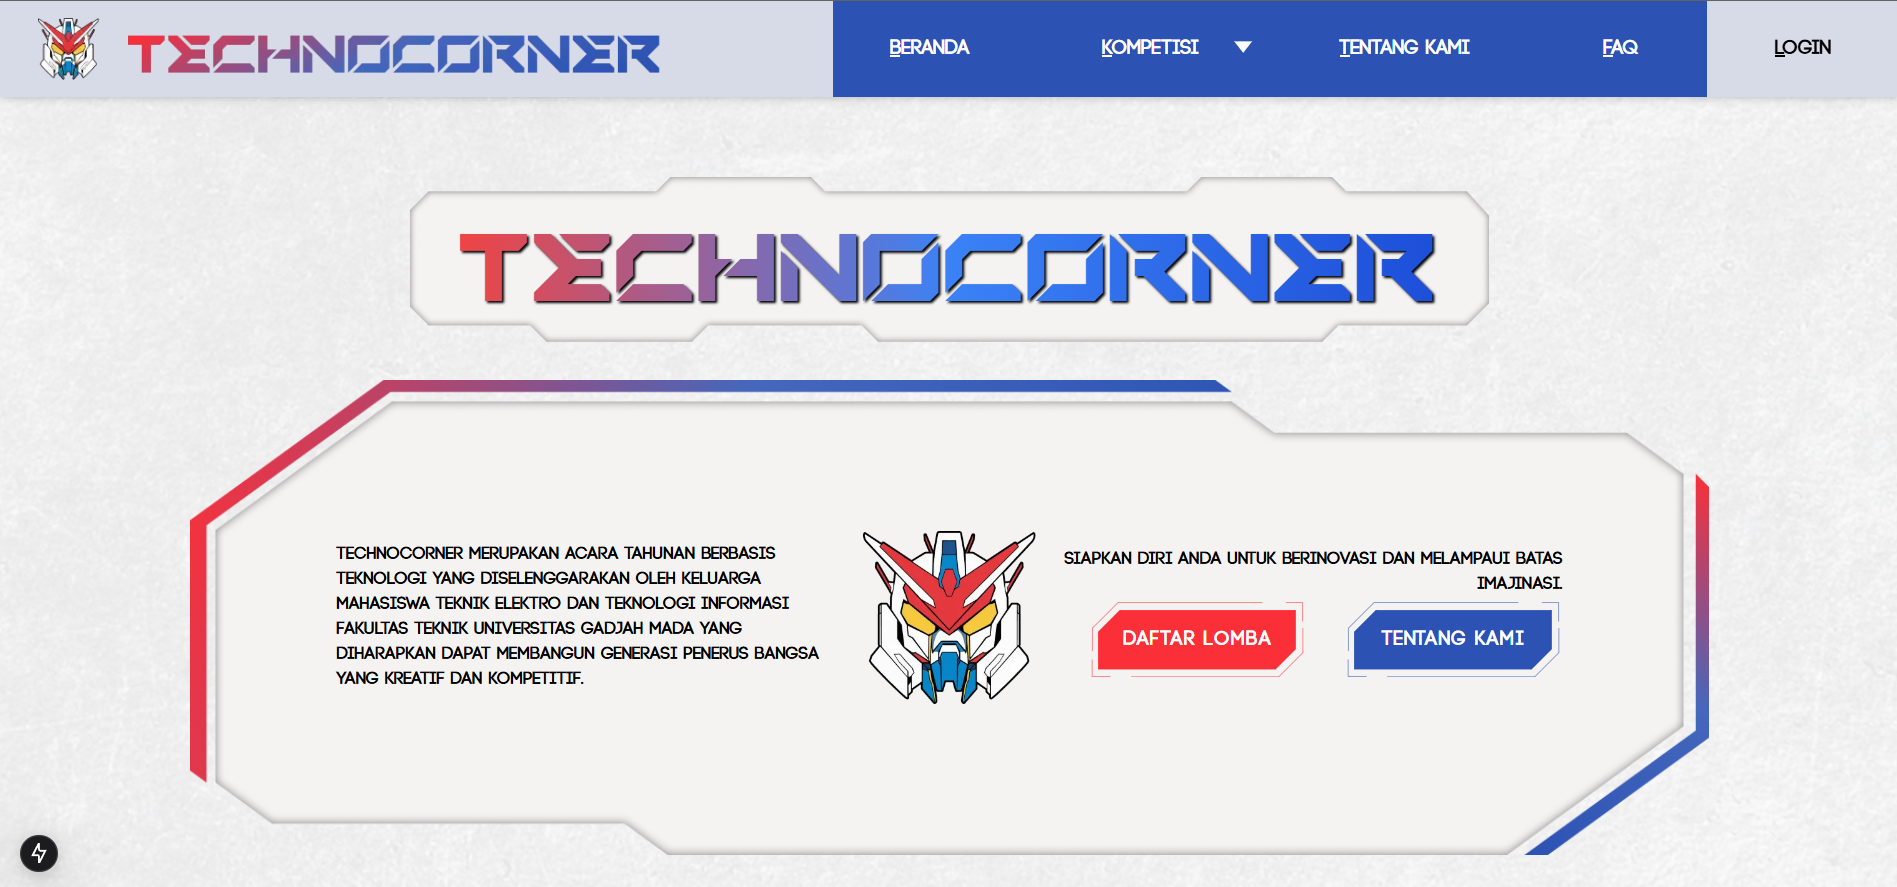 TECHNOCORNER
BERANDA
KOMPETISI
TENTANG KAMI
FAQ
LOGIN
TECHNOCORNER
TECHNOCORNER MERUPAKAN ACARA TAHUNAN BERBASIS
TEKNOLOGI YANG DISELENGGARAKAN OLEH KELUARGA
MAHASISWA TEKNIK ELEKTRO DAN TEKNOLOGI INFORMASI
FAKULTAS TEKNIK UNIVERSITAS GADJAH MADA YANG
DIHARAPKAN DAPAT MEMBANGUN GENERASI PENERUS BANGSA
YANG KREATIF DAN KOMPETITIF.
SIAPKAN DIRI ANDA UNTUK BERINOVASI DAN MELAMPAUI BATAS
IMAJINASI.
DAFTAR LOMBA
TENTANG KAMI